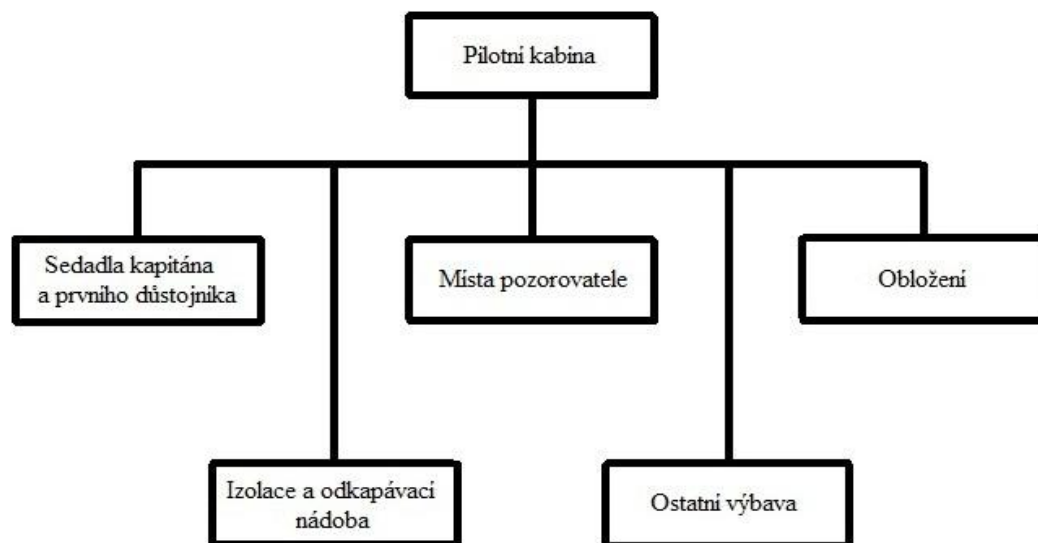 Pilotní kabina
Sedadla kapitána
a prvního důstojníka
Místa pozorovatele
Obložení
Izolace a odkapávací
nádoba
Ostatní výbava